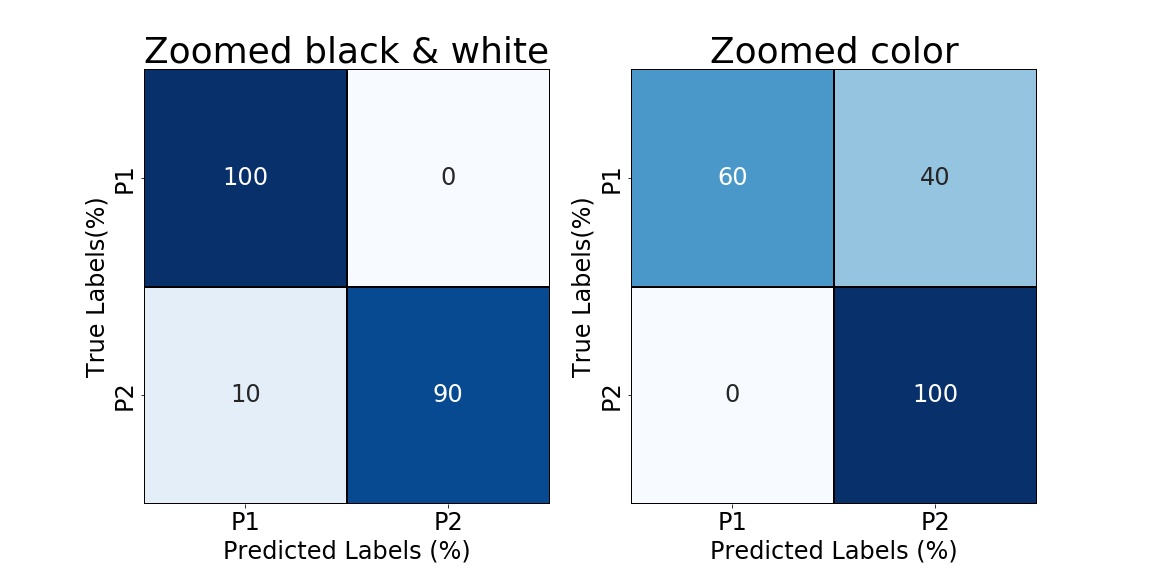 Zoomed black & white
True Labels(%)
P1
100
0
P2
10
90
P1
P2
Predicted Labels (%)
Zoomed color
True Labels(%)
P1
60
40
P2
0
100
P1
P2
Predicted Labels (%)